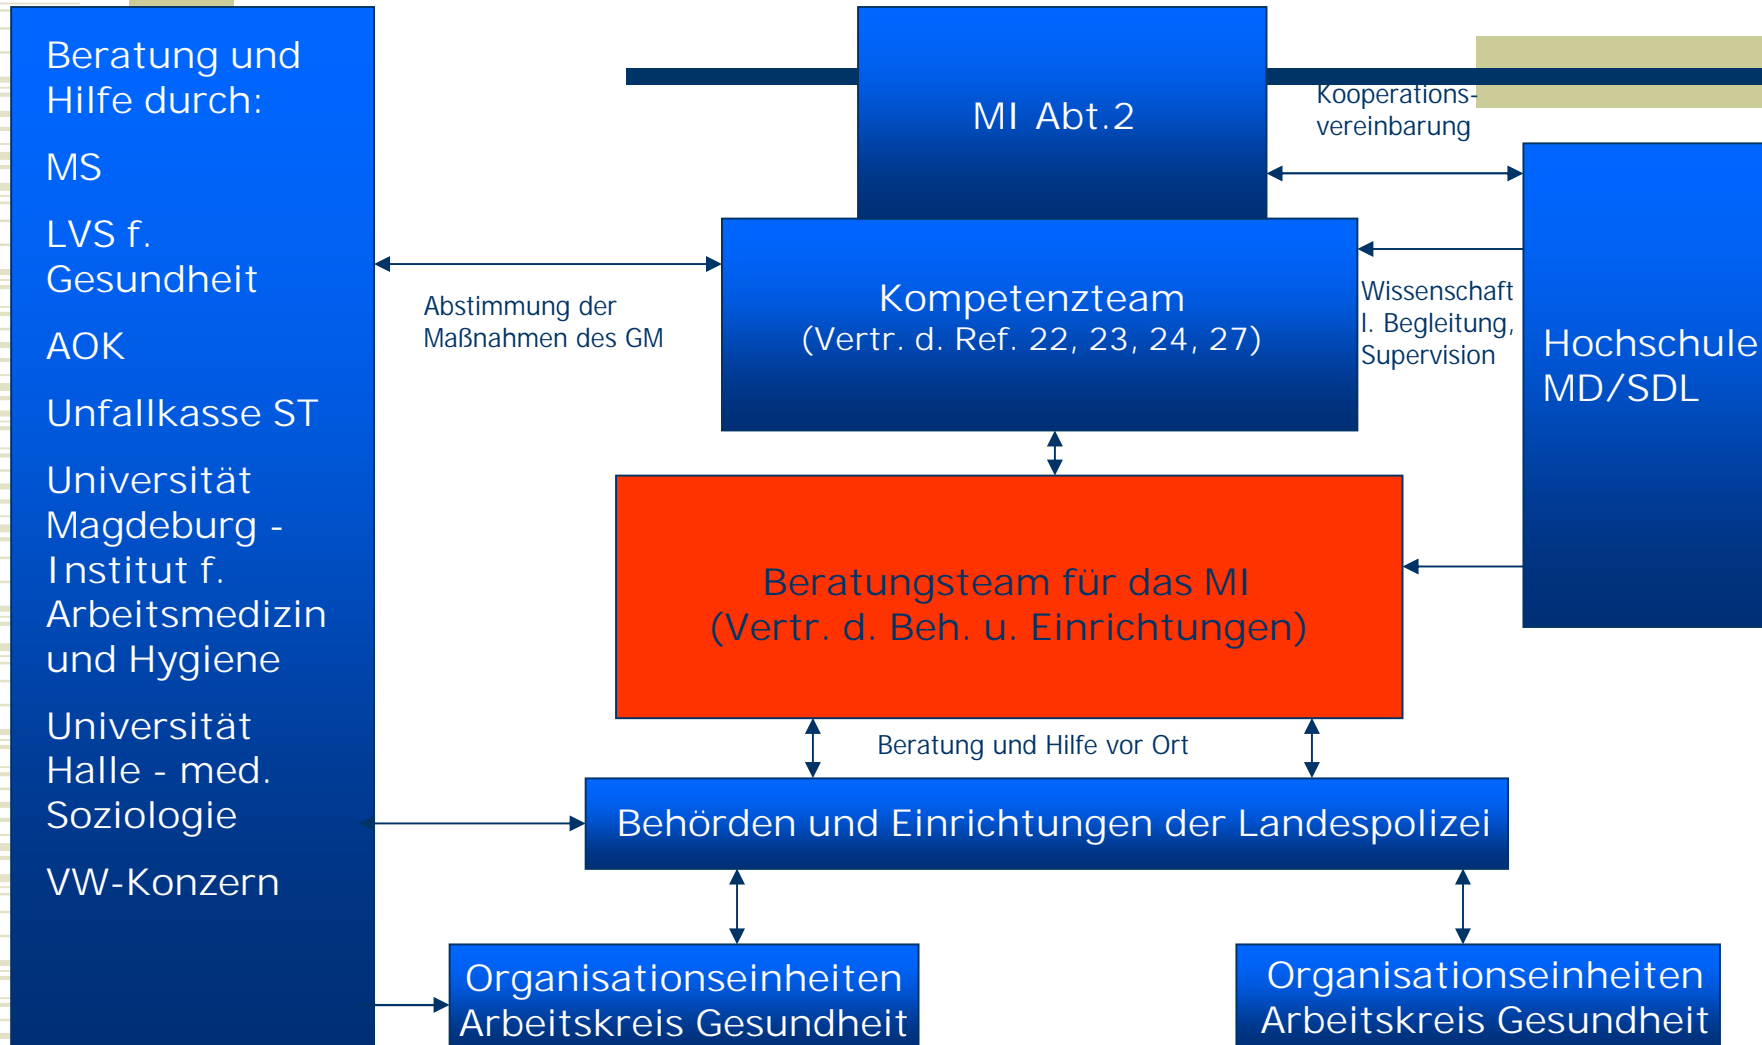 Beratung und
Hilfe durch:
MS
LVS f.
Gesundheit
AOK
Unfallkasse ST
Universität
Magdeburg -
Institut f.
Arbeitsmedizin
und Hygiene
Universität
Halle - med.
Soziologie
VW-Konzern
MI Abt.2
Kooperations-
vereinbarung
Abstimmung der
Maßnahmen des GM
Kompetenzteam
(Vertr. d. Ref. 22, 23, 24, 27)
Wissenschaft
l. Begleitung,
Supervision
Hochschule
MD/SDL
Beratungsteam für das MI
(Vertr. d. Beh. u. Einrichtungen)
Beratung und Hilfe vor Ort
Behörden und Einrichtungen der Landespolizei
Organisationseinheiten
Arbeitskreis Gesundheit
Organisationseinheiten
Arbeitskreis Gesundheit